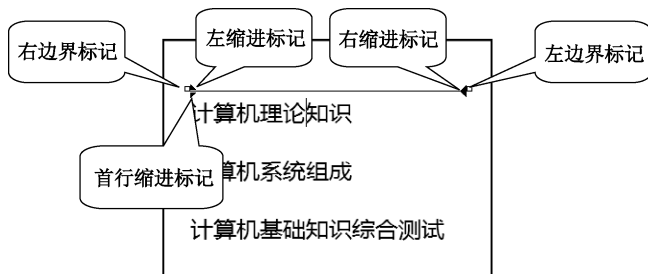 右边界标记
左缩进标记
右缩进标记
左边界标记
计算机理论知识
首行缩进标记
算机系统组成
计算机基础知识综合测试